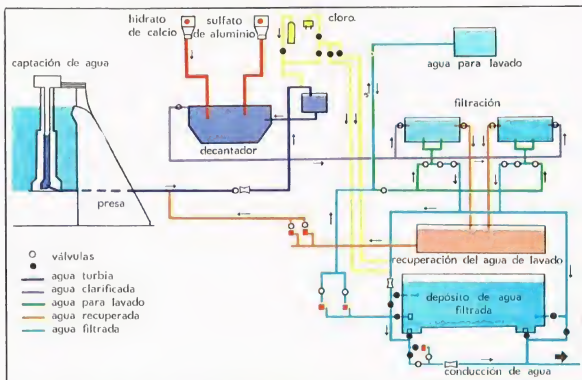 hidrato
de calcio
sulfato
de aluminio
cloro.
captación de agua
agua para lavado
filtración
decantador
presa
válvulas
agua turbia
agua clarificada
agua para lavado
agua recuperada
agua filtrada
recuperación del agua de lavado
depósito de agua
filtrada
conducción de agua